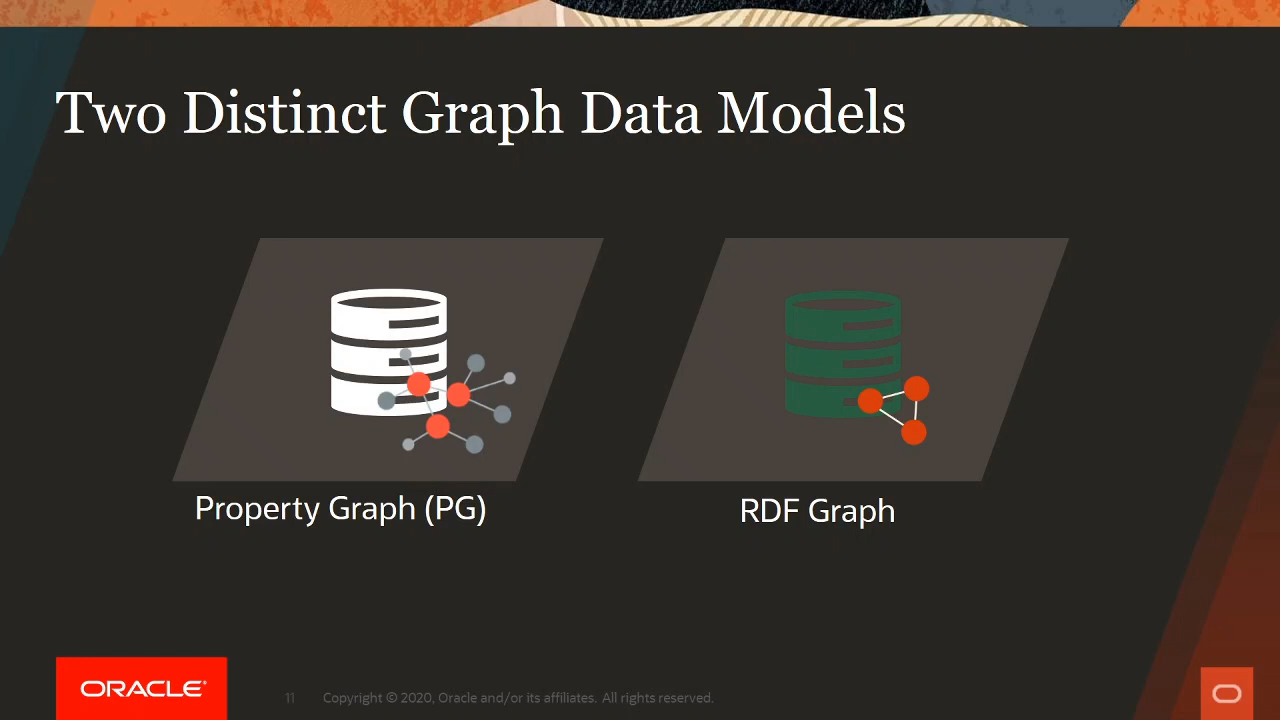 Two Distinct Graph Data Models
Property Graph (PG)
RDF Graph
ORACLE®
11
Copyright © 2020, Oracle and/or its affiliates. All rights reserved.